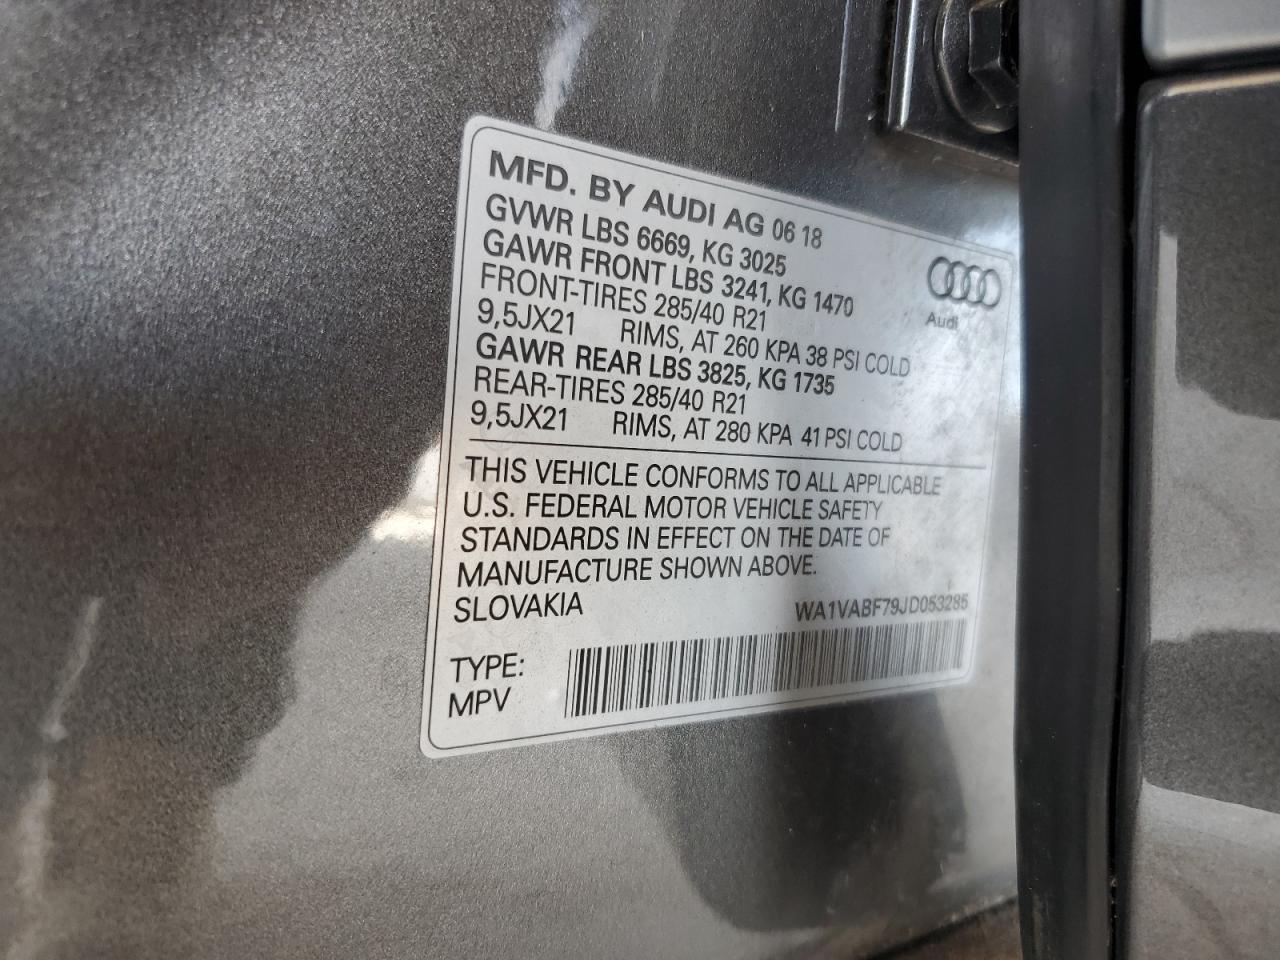 MFD. BY AUDI AG 06 18
GVWR LBS 6669, KG 3025
GAWR FRONT LBS 3241, KG 1470
FRONT-TIRES 285/40 R21
9,5JX21 RIMS, AT 260 KPA 38 PSI COLD
GAWR REAR LBS 3825, KG 1735
REAR-TIRES 285/40 R21
9,5JX21 RIMS, AT 280 KPA 41 PSI COLD
Audi
THIS VEHICLE CONFORMS TO ALL APPLICABLE
U.S. FEDERAL MOTOR VEHICLE SAFETY
STANDARDS IN EFFECT ON THE DATE OF
MANUFACTURE SHOWN ABOVE.
SLOVAKIA WA1VABF79JD053285
TYPE:
MPV